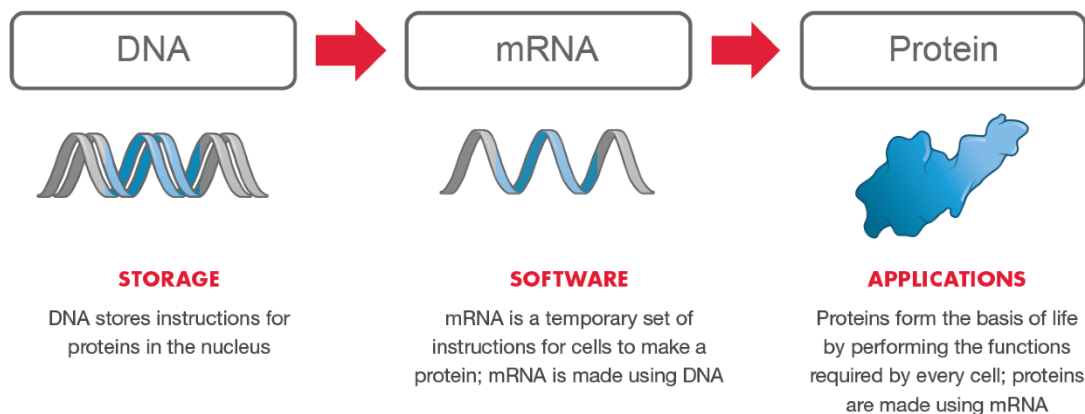 DNA
mRNA
Protein
STORAGE
DNA stores instructions for
proteins in the nucleus
SOFTWARE
mRNA is a temporary set of
instructions for cells to make a
protein; mRNA is made using DNA
APPLICATIONS
Proteins form the basis of life
by performing the functions
required by every cell; proteins
are made using mRNA